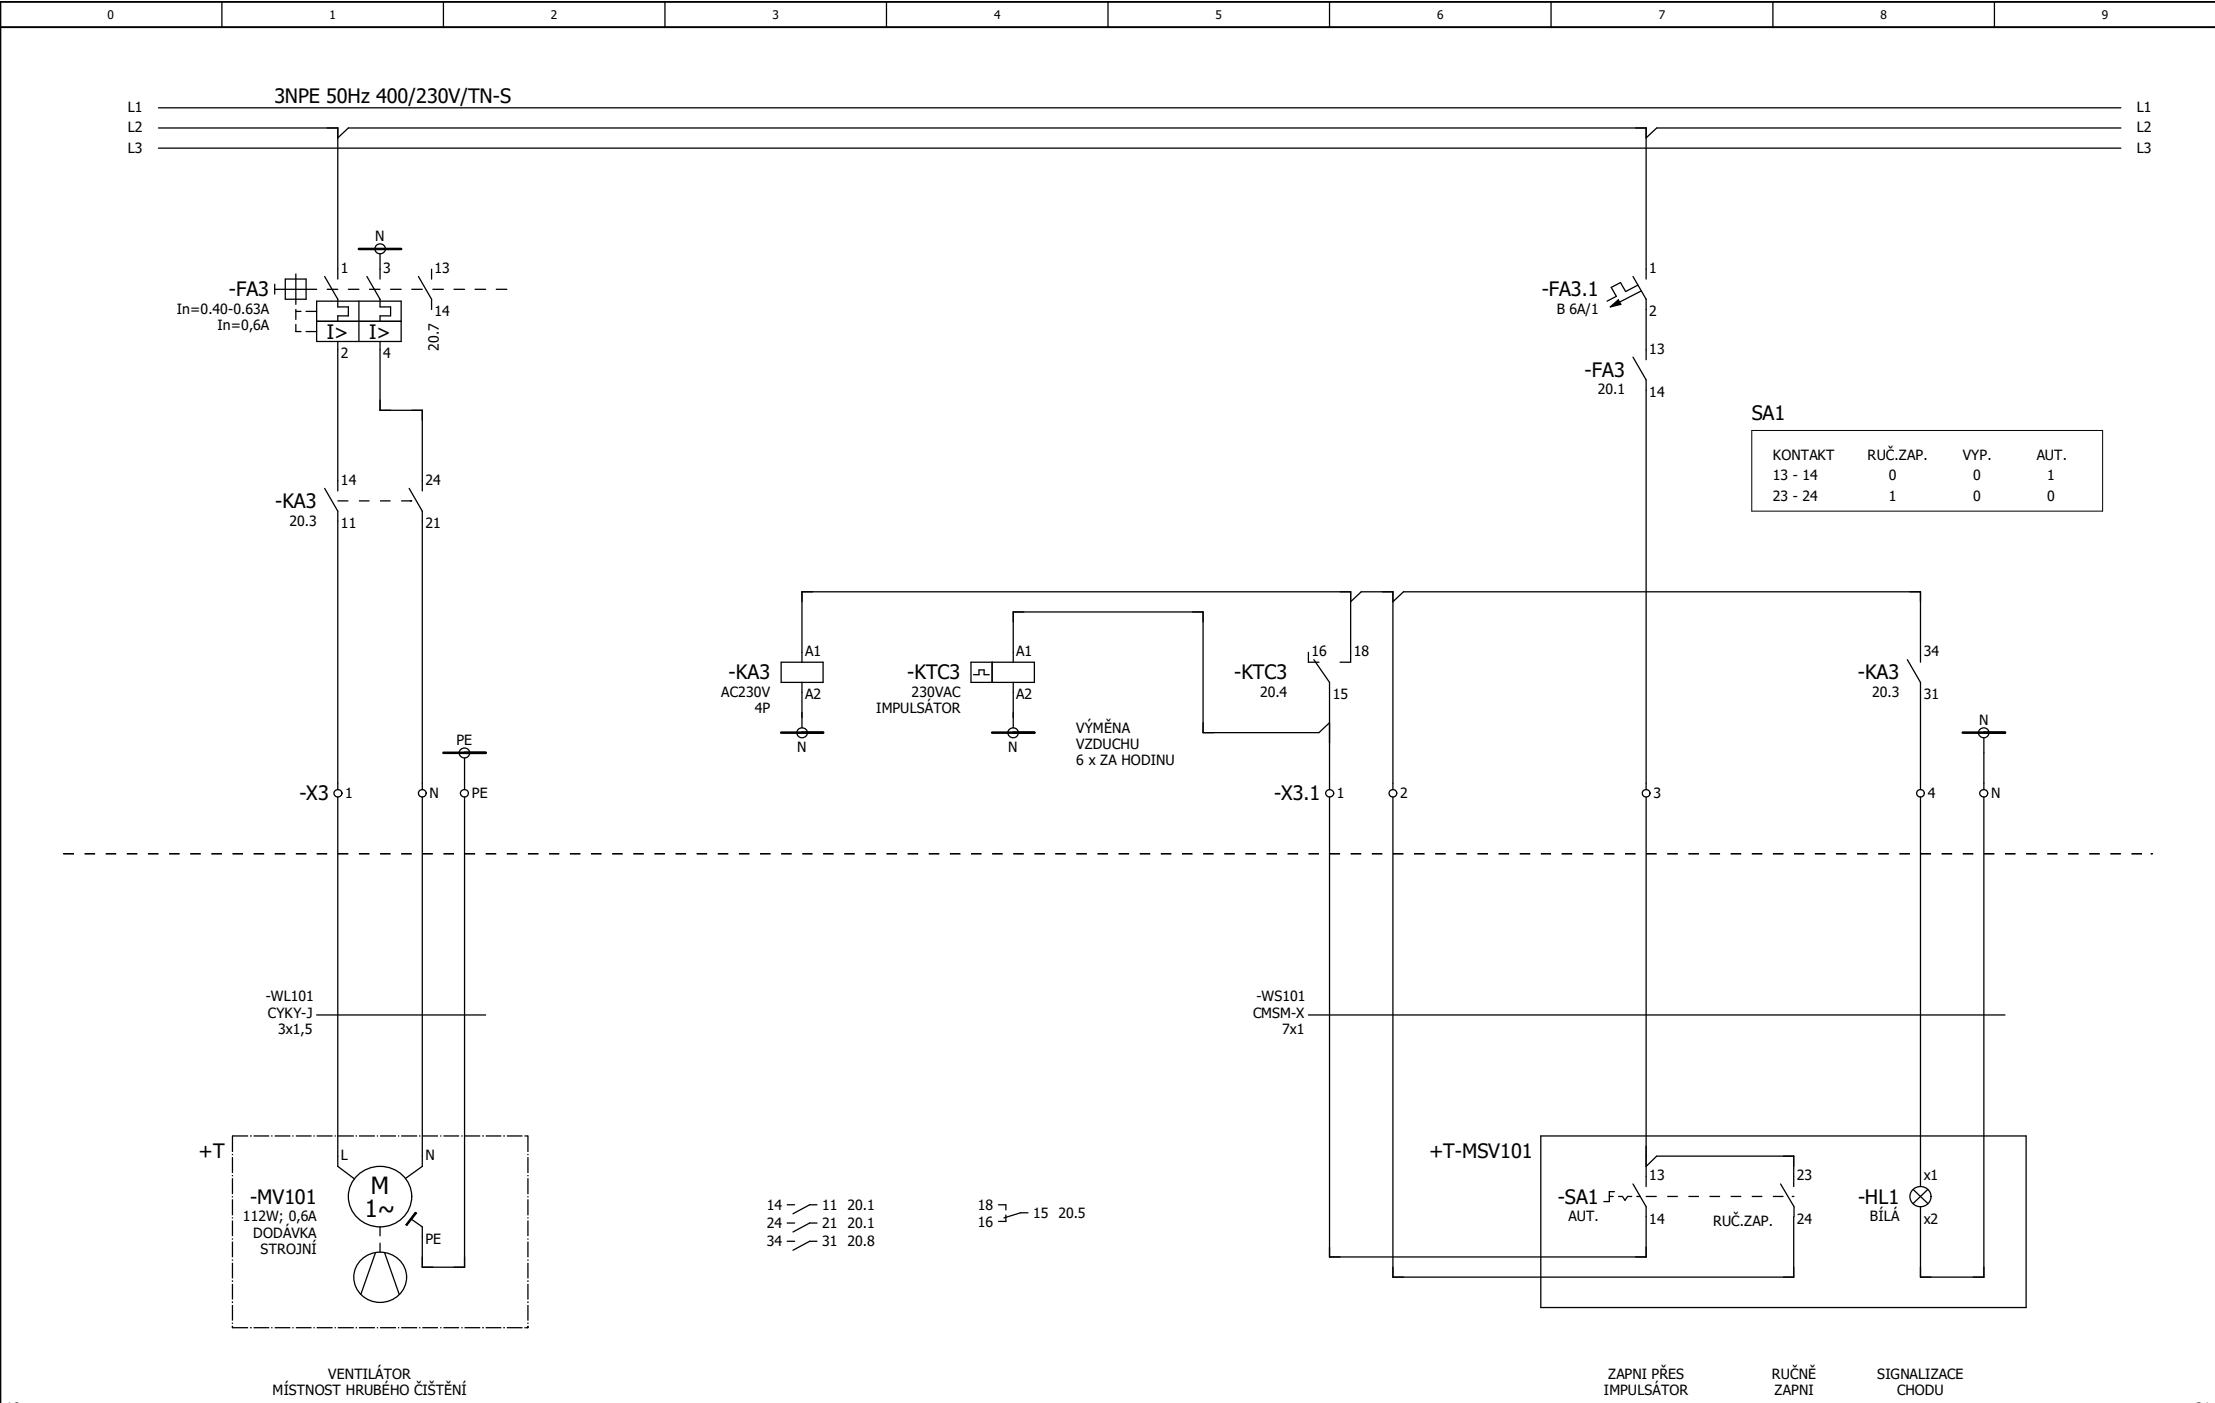 0 1 2 3 4 5 6 7 8 9
3NPE 50Hz 400/230V/TN-S
L1 L1
L2 L2
L3 L3
N
1 3 13
-FA3
In=0.40-0.63A
In=0,6A
14
I> I>
20.7
2 4
1
-FA3.1
B 6A/1
2
13
-FA3
20.1
14
SA1
KONTAKT RUČ.ZAP. VYP. AUT.
13 - 14 0 0 1
23 - 24 1 0 0
14 24
-KA3
20.3
11 21
A1
-KA3
AC230V
4P
A2
N
A1
-KTC3
230VAC
IMPULSÁTOR
A2
N
VÝMĚNA
VZDUCHU
6 x ZA HODINU
16 18
-KTC3
20.4
15
34
-KA3
20.3
31
N
PE
-X3 1 N PE
-X3.1 1 2 3 4 N
-WL101
CYKY-J
3x1,5
-WS101
CMSM-X
7x1
+T
L N
M
1~
-MV101
112W; 0,6A
DODÁVKA
STROJNÍ
PE
14 11 20.1
24 21 20.1
34 31 20.8
18
16 15 20.5
+T-MSV101
13 23
-SA1
AUT.
14
RUČ.ZAP.
24
x1
-HL1
BÍLÁ
x2
VENTILÁTOR
MÍSTNOST HRUBÉHO ČIŠTĚNÍ
ZAPNI PŘES
IMPULSÁTOR
RUČNĚ
ZAPNI
SIGNALIZACE
CHODU